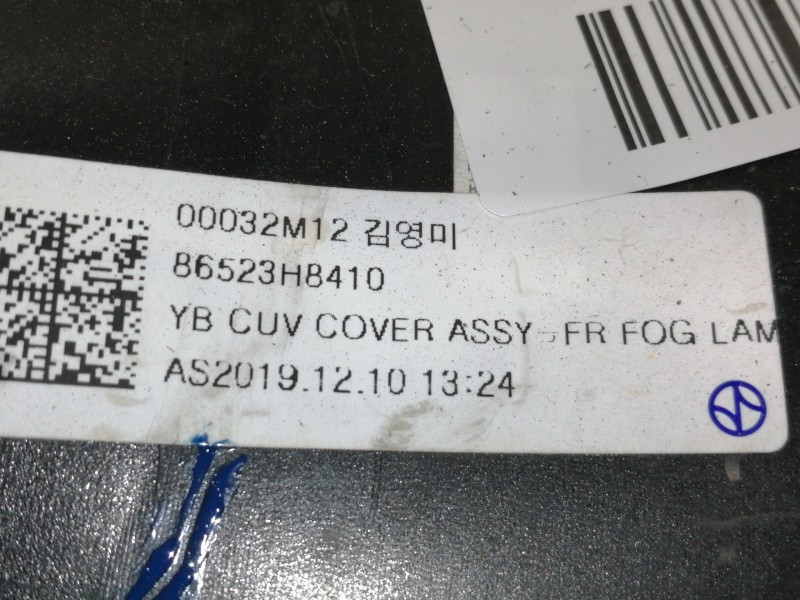 00032M12 김영미
86523H8410
YB CUV COVER ASSY-FR FOG LAM
AS2019.12.10 13:24